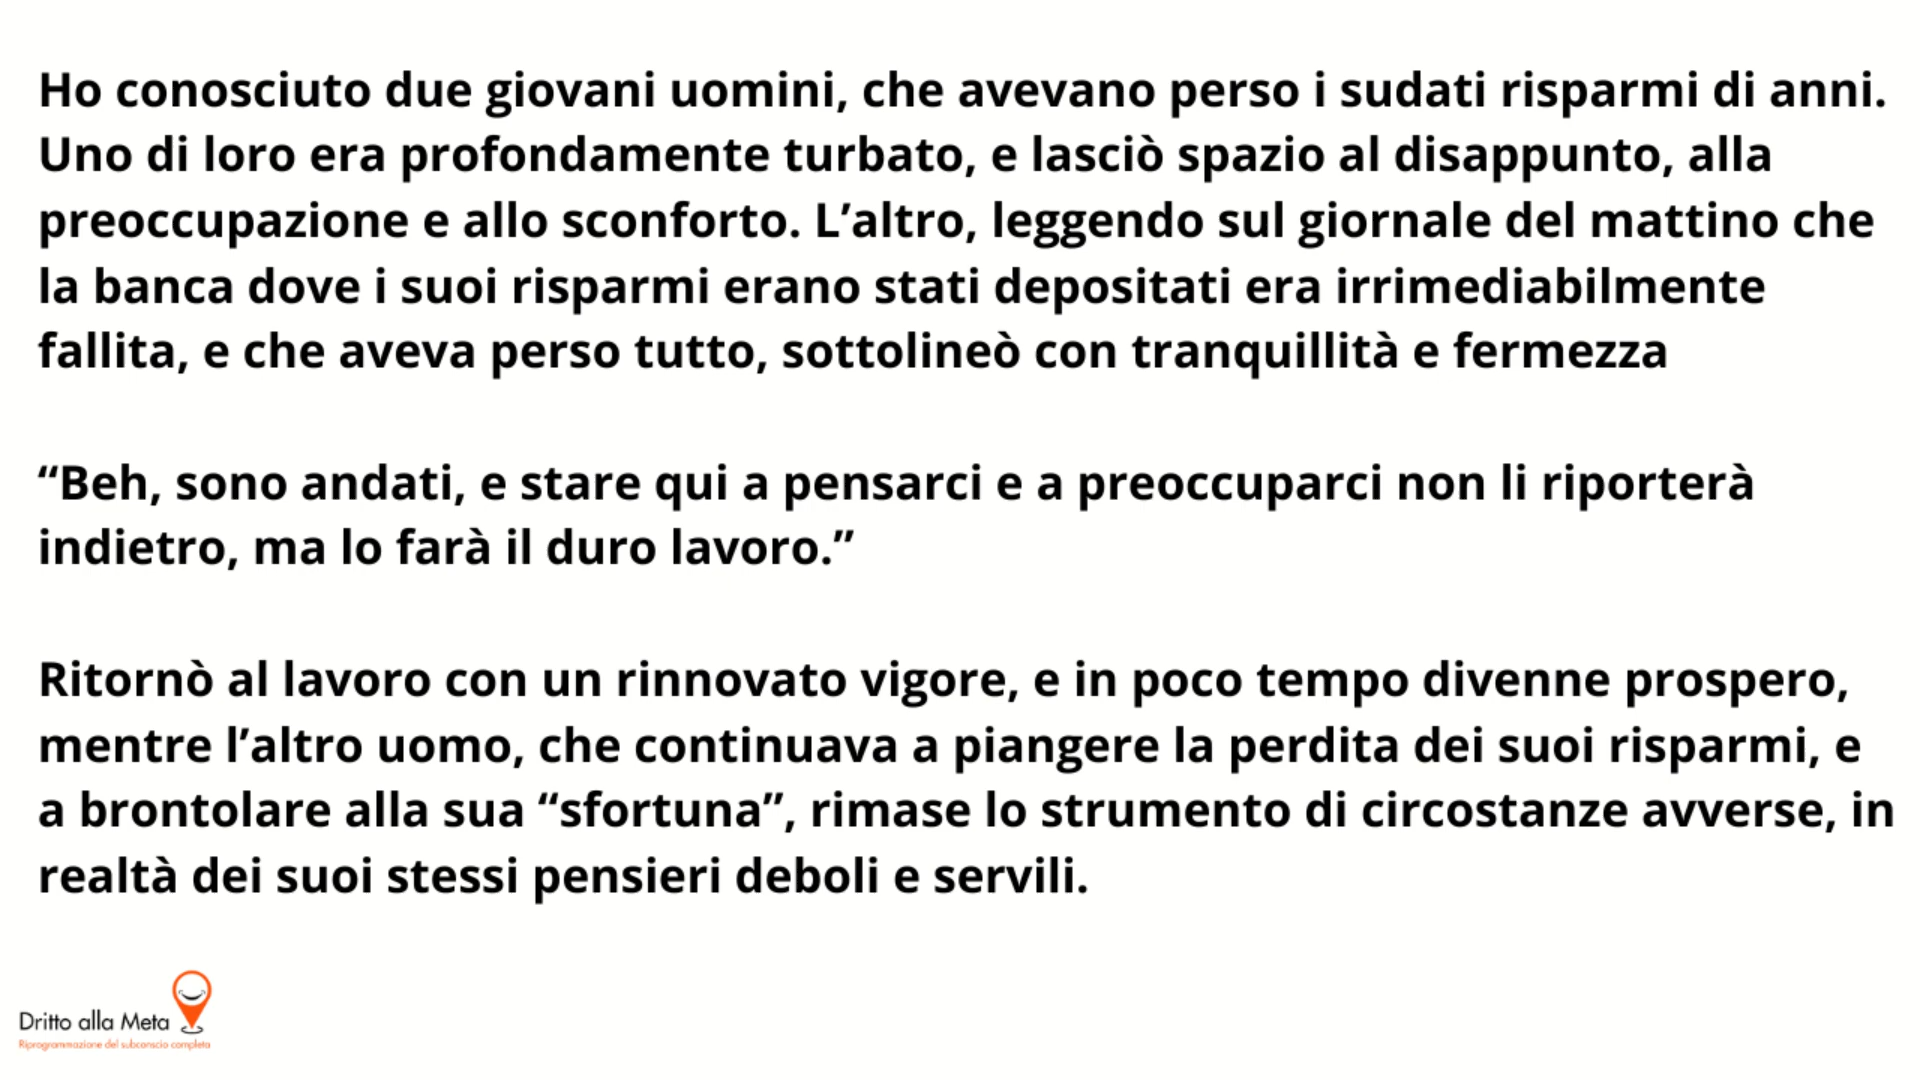 Ho conosciuto due giovani uomini, che avevano perso i sudati risparmi di anni.
Uno di loro era profondamente turbato, e lasciò spazio al disappunto, alla
preoccupazione e allo sconforto. L’altro, leggendo sul giornale del mattino che
la banca dove i suoi risparmi erano stati depositati era irrimediabilmente
fallita, e che aveva perso tutto, sottolineò con tranquillità e fermezza
“Beh, sono andati, e stare qui a pensarci e a preoccuparci non li riporterà
indietro, ma lo farà il duro lavoro.”
Ritornò al lavoro con un rinnovato vigore, e in poco tempo divenne prospero,
mentre l’altro uomo, che continuava a piangere la perdita dei suoi risparmi, e
a brontolare alla sua “sfortuna”, rimase lo strumento di circostanze avverse, in
realtà dei suoi stessi pensieri deboli e servili.
Dritto alla Meta
Riprogrammazione del subconscio completa